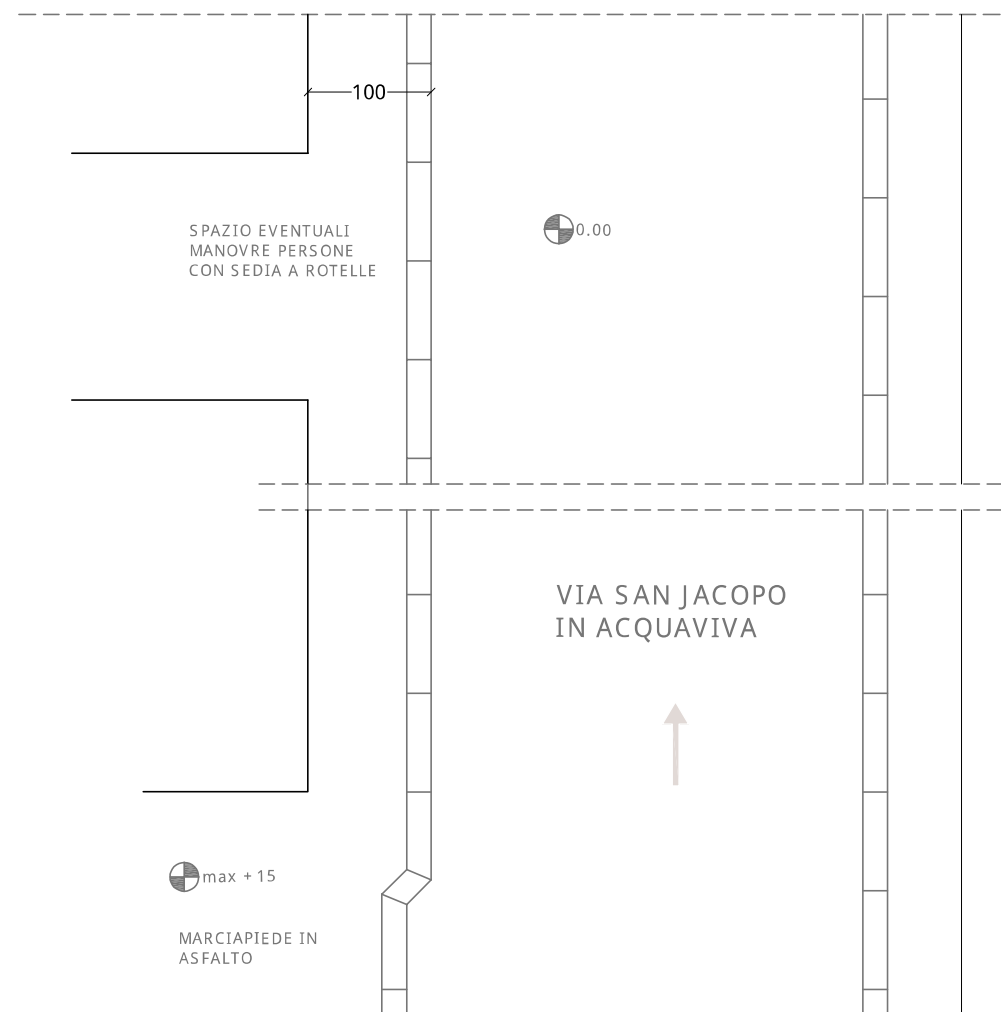 100
SPAZIO EVENTUALI
MANOVRE PERSONE
CON SEDIA A ROTELLE
0.00
VIA SAN JACOPO
IN ACQUAVIVA
max +15
MARCIAPIEDE IN
ASFALTO